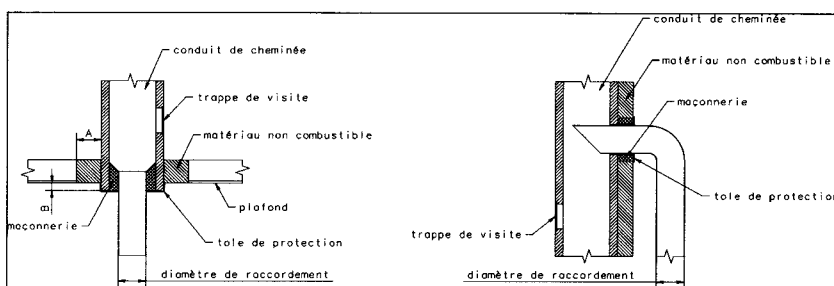 conduit de cheminée
trappe de visite
matériau non combustible
A
B
maçonnerie
plafond
tole de protection
diamètre de raccordement
conduit de cheminée
matériau non combustible
maçonnerie
tole de protection
trappe de visite
diamètre de raccordement